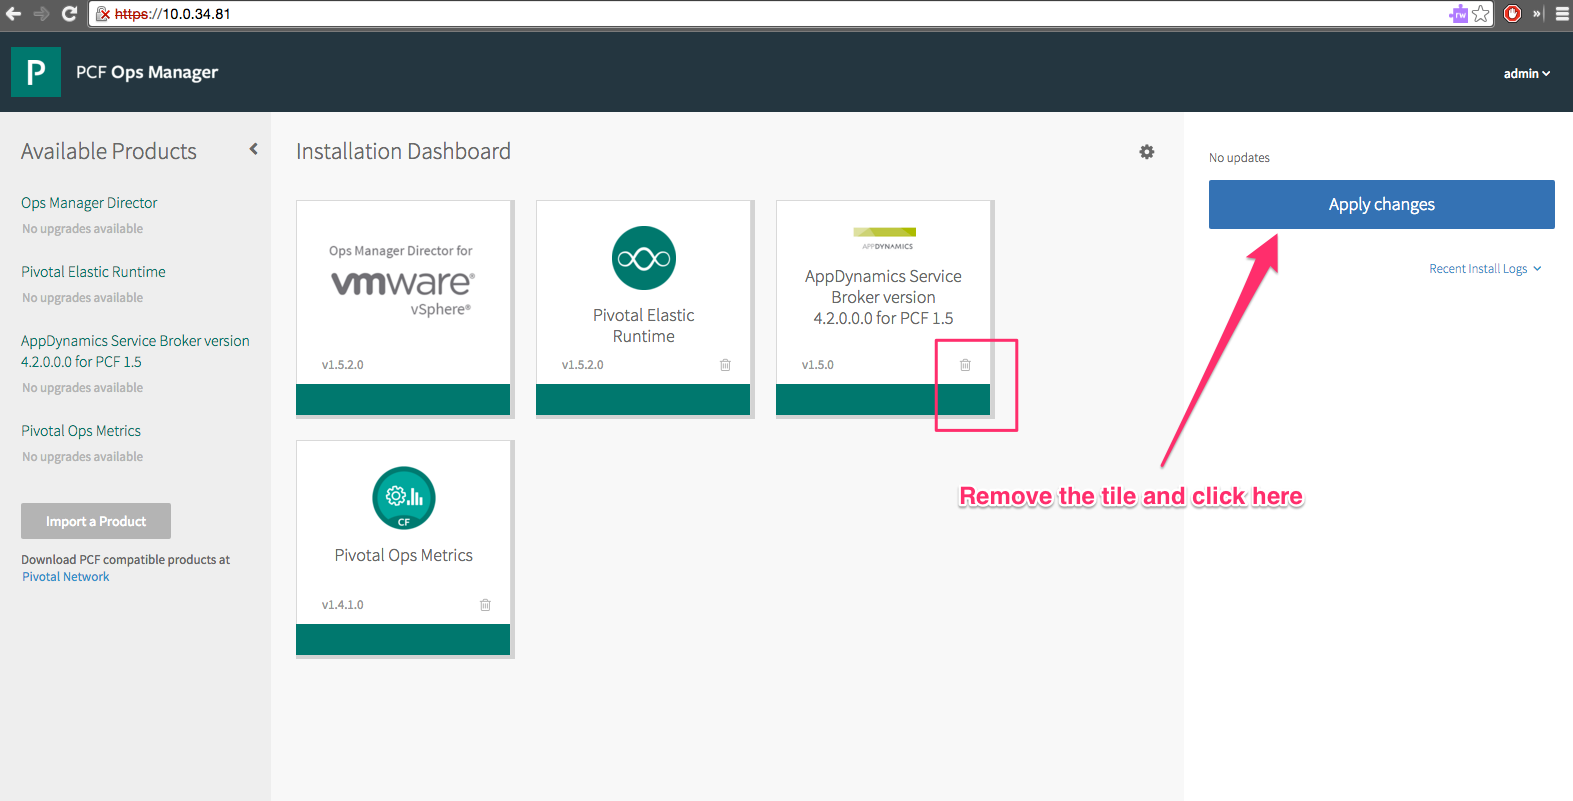 https://10.0.34.81
rw
P
PCF Ops Manager
admin
Available Products
Ops Manager Director
No upgrades available
Pivotal Elastic Runtime
No upgrades available
AppDynamics Service Broker version
4.2.0.0.0 for PCF 1.5
No upgrades available
Pivotal Ops Metrics
No upgrades available
Import a Product
Download PCF compatible products at
Pivotal Network
Installation Dashboard
Ops Manager Director for
vmware®
vSphere®
v1.5.2.0
Pivotal Elastic
Runtime
v1.5.2.0
APPDYNAMICS
AppDynamics Service
Broker version
4.2.0.0.0 for PCF 1.5
v1.5.0
CF
Pivotal Ops Metrics
v1.4.1.0
No updates
Apply changes
Recent Install Logs
Remove the tile and click here